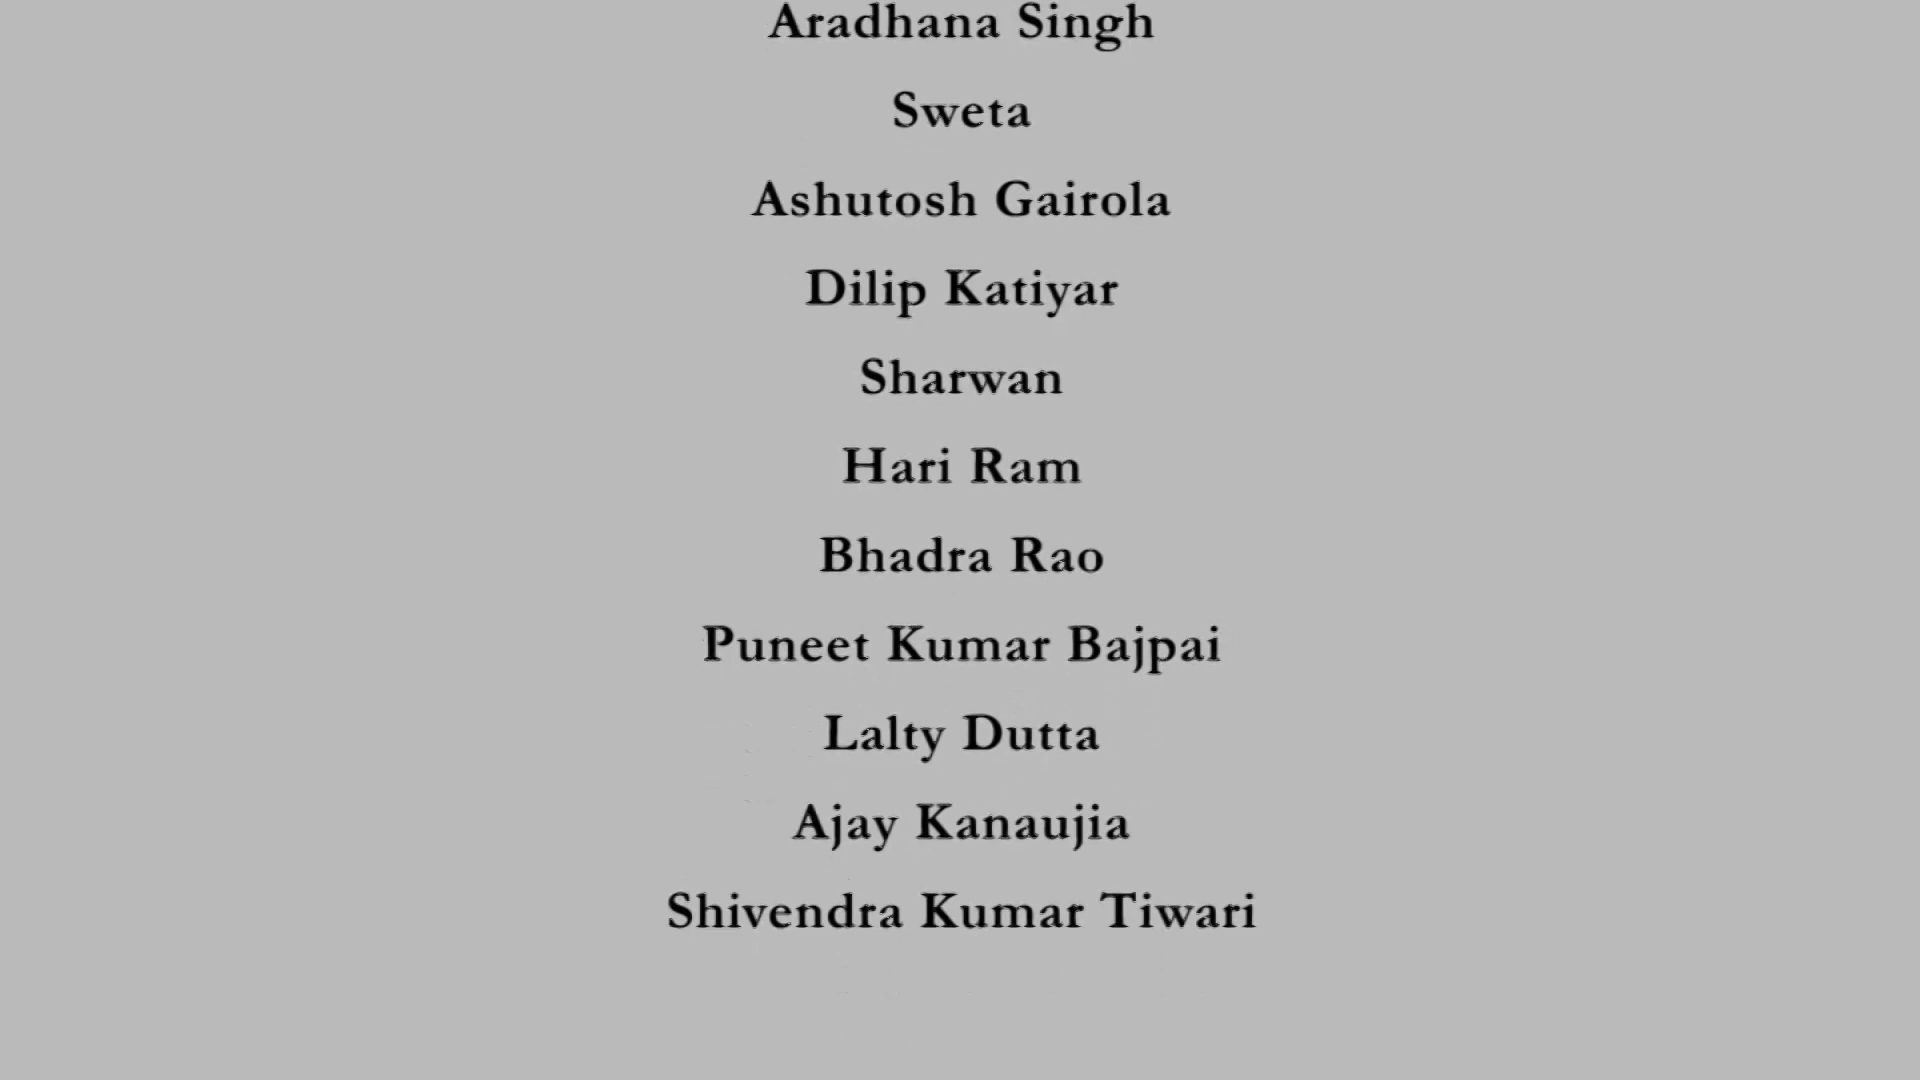 Aradhana Singh
Sweta
Ashutosh Gairola
Dilip Katiyar
Sharwan
Hari Ram
Bhadra Rao
Puneet Kumar Bajpai
Lalty Dutta
Ajay Kanaujia
Shivendra Kumar Tiwari